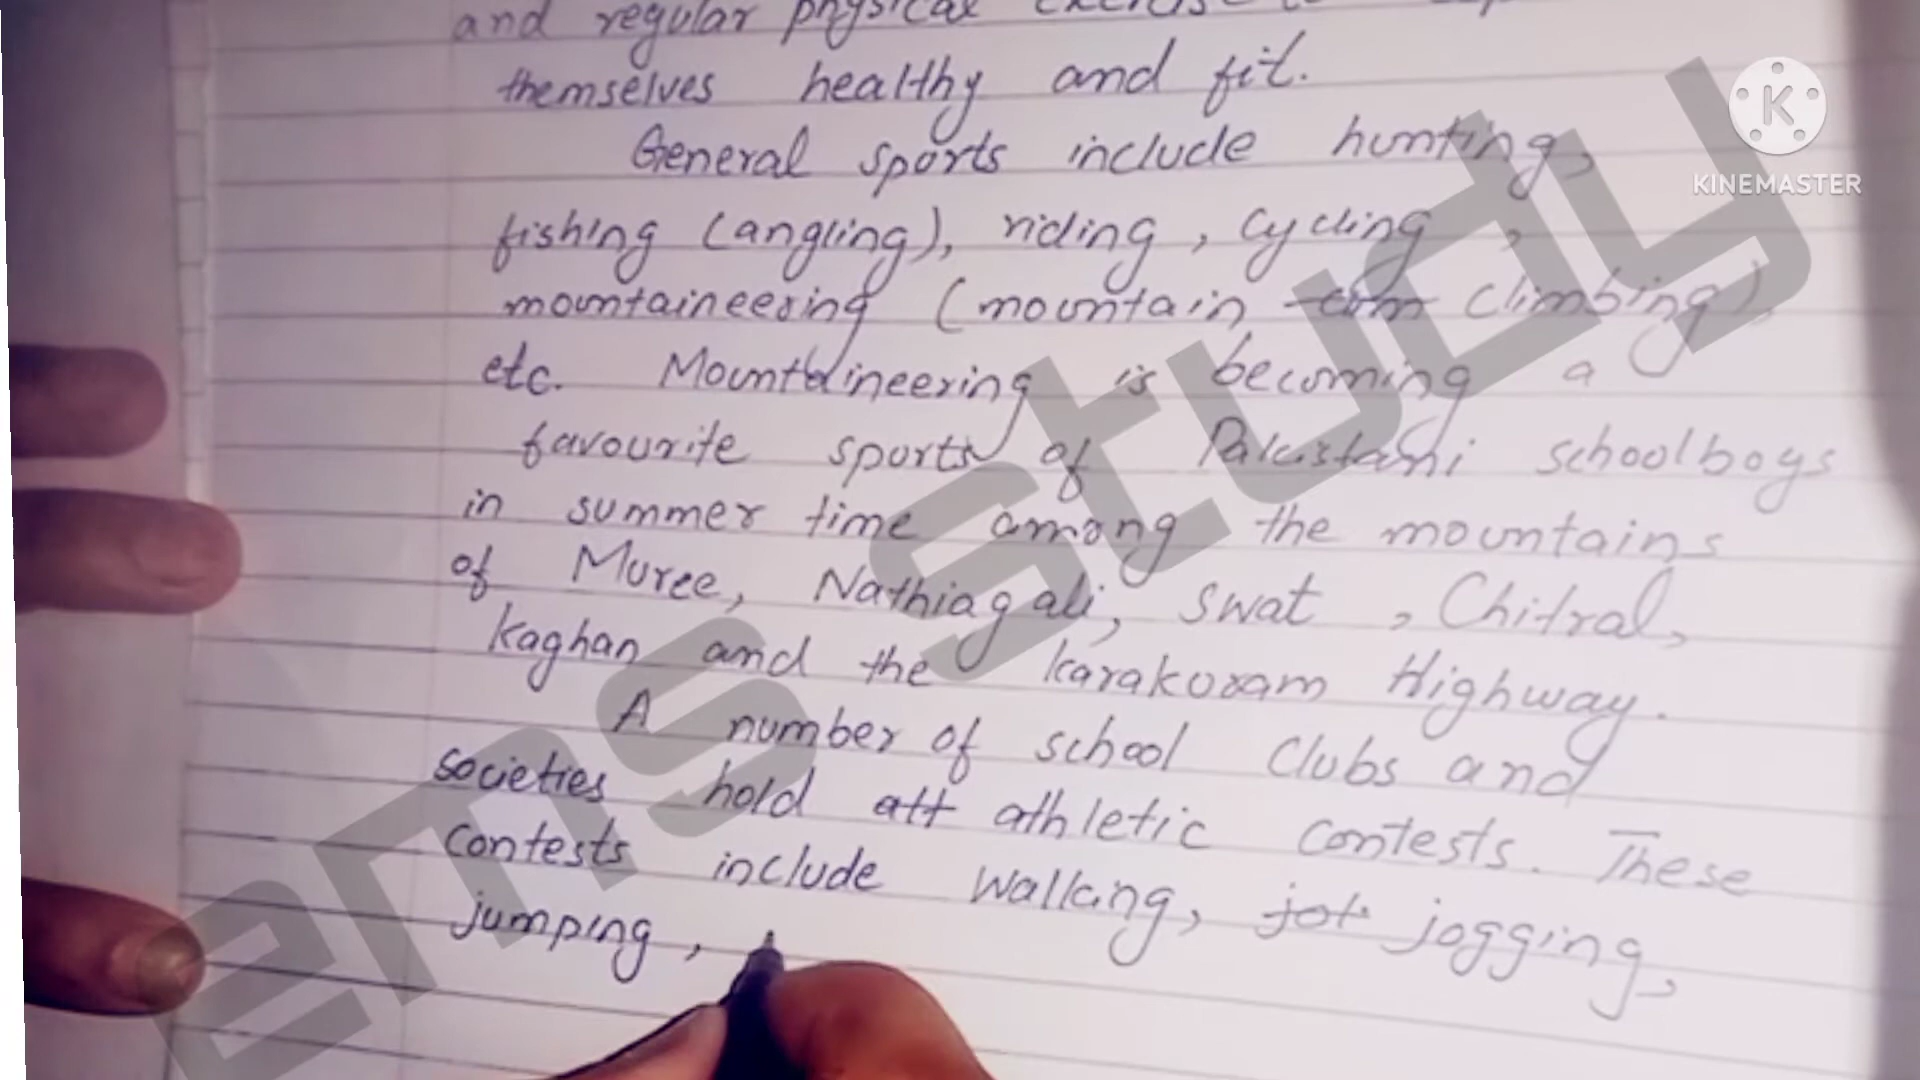 and regular physical exercise
themselves healthy and fit.
General sports include hunting,
fishing (angling), riding, cycling,
mountaineering (mountain climbing)
etc. Mountaineering is becoming a
favourite sports of Pakistani schoolboys
in summer time among the mountains
of Muree, Nathiagali, Swat, Chitral,
Kaghan and the Karakoram Highway.
A number of school clubs and
societies hold att athletic contests. These
contests include walking, jot jogging,
jumping,
KINEMASTER
ems study